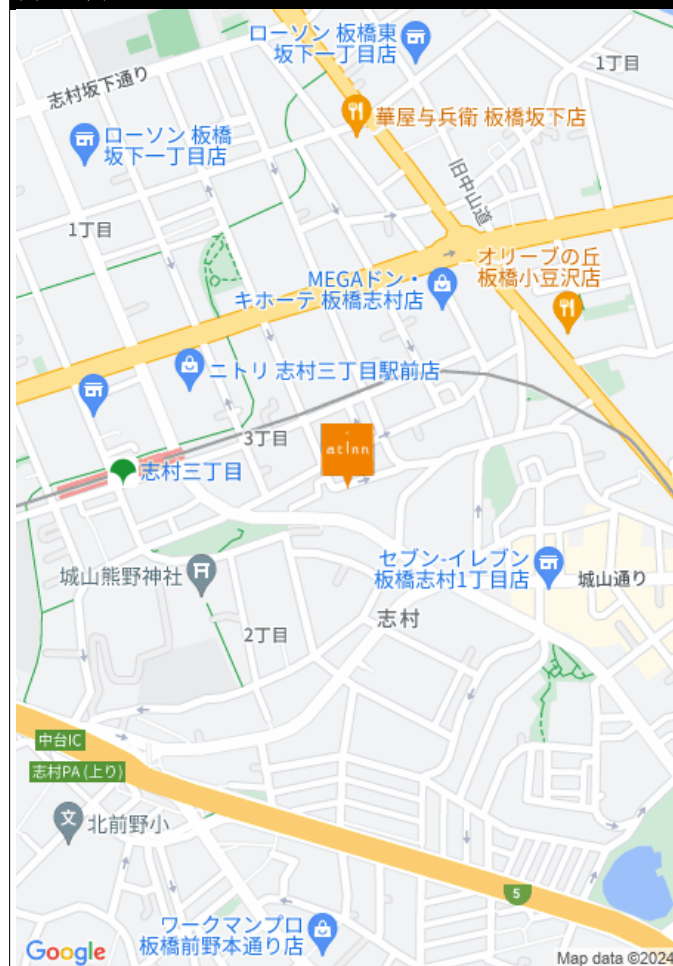 ローソン 板橋東
坂下一丁目店
1丁目
志村坂下通り
華屋与兵衛 板橋坂下店
ローソン 板橋
坂下一丁目店
旧中山道
1丁目
オリーブの丘
板橋小豆沢店
MEGAドン・
キホーテ 板橋志村店
ニトリ 志村三丁目駅前店
3丁目
at inn
志村三丁目
セブン-イレブン
板橋志村1丁目店
城山通り
城山熊野神社
志村
2丁目
中台IC
志村PA (上り)
文
北前野小
5
ワークマンプロ
板橋前野本通り店
Google
Map data ©2024